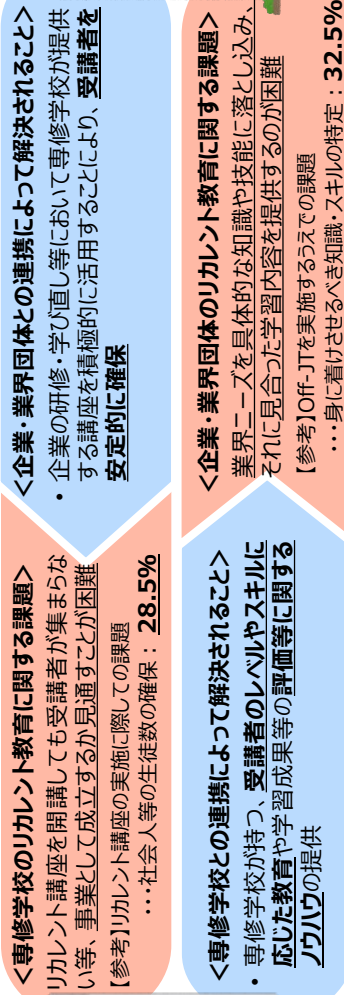 <専修学校のリカレント教育に関する課題>
リカレント講座を開講しても受講者が集まらな
い等、事業として成立するか見通すことが困難
【参考】リカレント講座の実施に際しての課題
･･･社会人等の生徒数の確保：28.5%
<企業・業界団体との連携によって解決されること>
• 企業の研修・学び直し等において専修学校が提供
する講座を積極的に活用することにより、受講者を
安定的に確保
<専修学校との連携によって解決されること>
• 専修学校が持つ、受講者のレベルやスキルに
応じた教育や学習成果等の評価等に関する
ノウハウの提供
<企業・業界団体のリカレント教育に関する課題>
業界ニーズを具体的な知識や技能に落とし込み、
それに見合った学習内容を提供するのが困難
【参考】Off-JTを実施するうえでの課題
･･･身に着けさせるべき知識・スキルの特定：32.5%